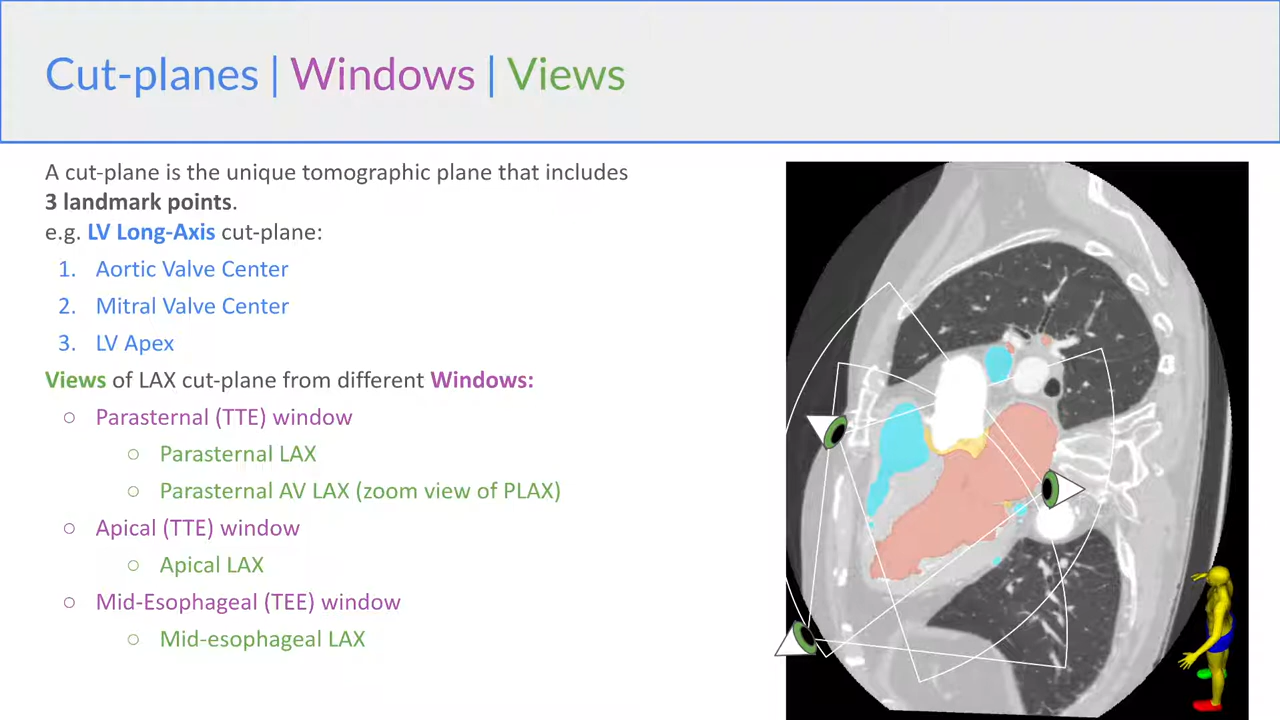 Cut-planes | Windows | Views
A cut-plane is the unique tomographic plane that includes
3 landmark points.
e.g. LV Long-Axis cut-plane:
1. Aortic Valve Center
2. Mitral Valve Center
3. LV Apex
Views of LAX cut-plane from different Windows:
○ Parasternal (TTE) window
○ Parasternal LAX
○ Parasternal AV LAX (zoom view of PLAX)
○ Apical (TTE) window
○ Apical LAX
○ Mid-Esophageal (TEE) window
○ Mid-esophageal LAX